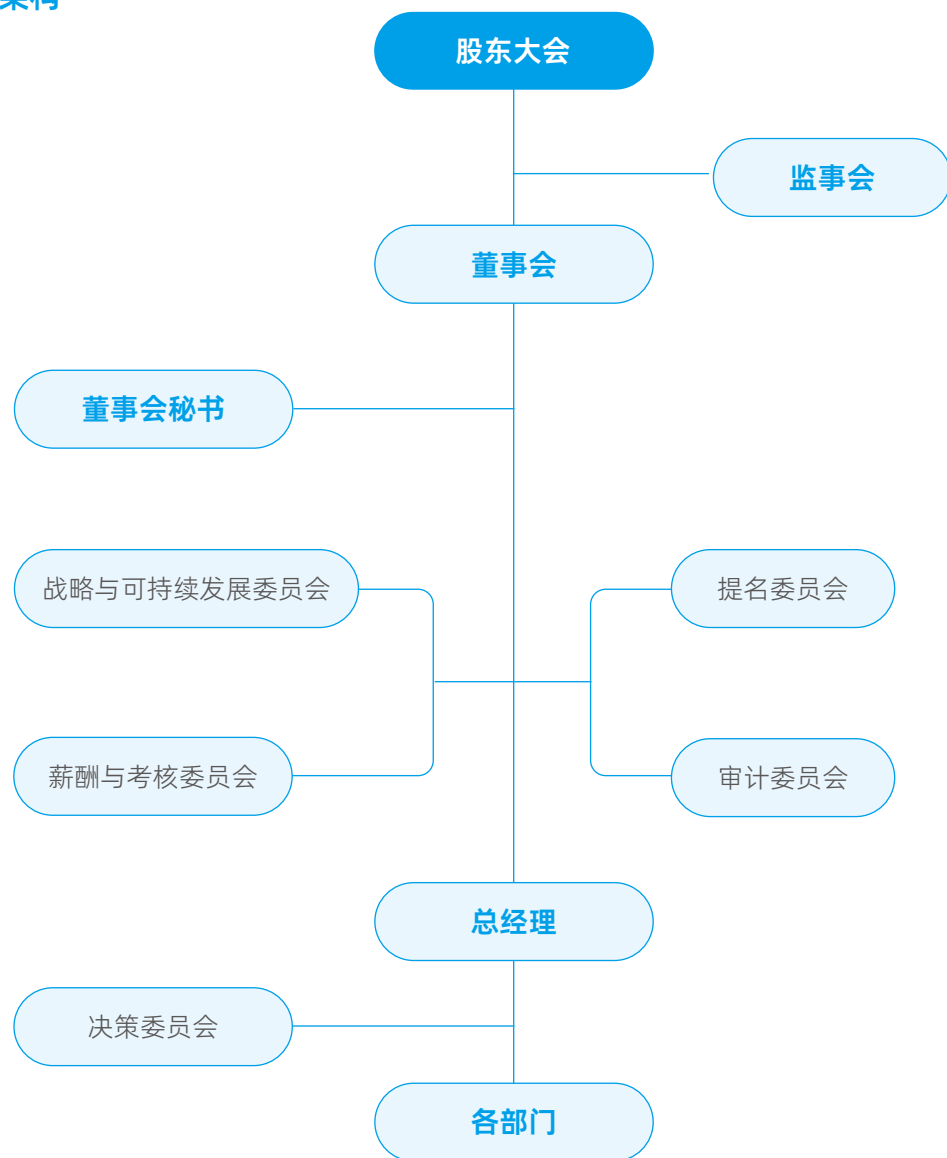 架构
股东大会
监事会
董事会
董事会秘书
战略与可持续发展委员会
提名委员会
薪酬与考核委员会
审计委员会
总经理
决策委员会
各部门